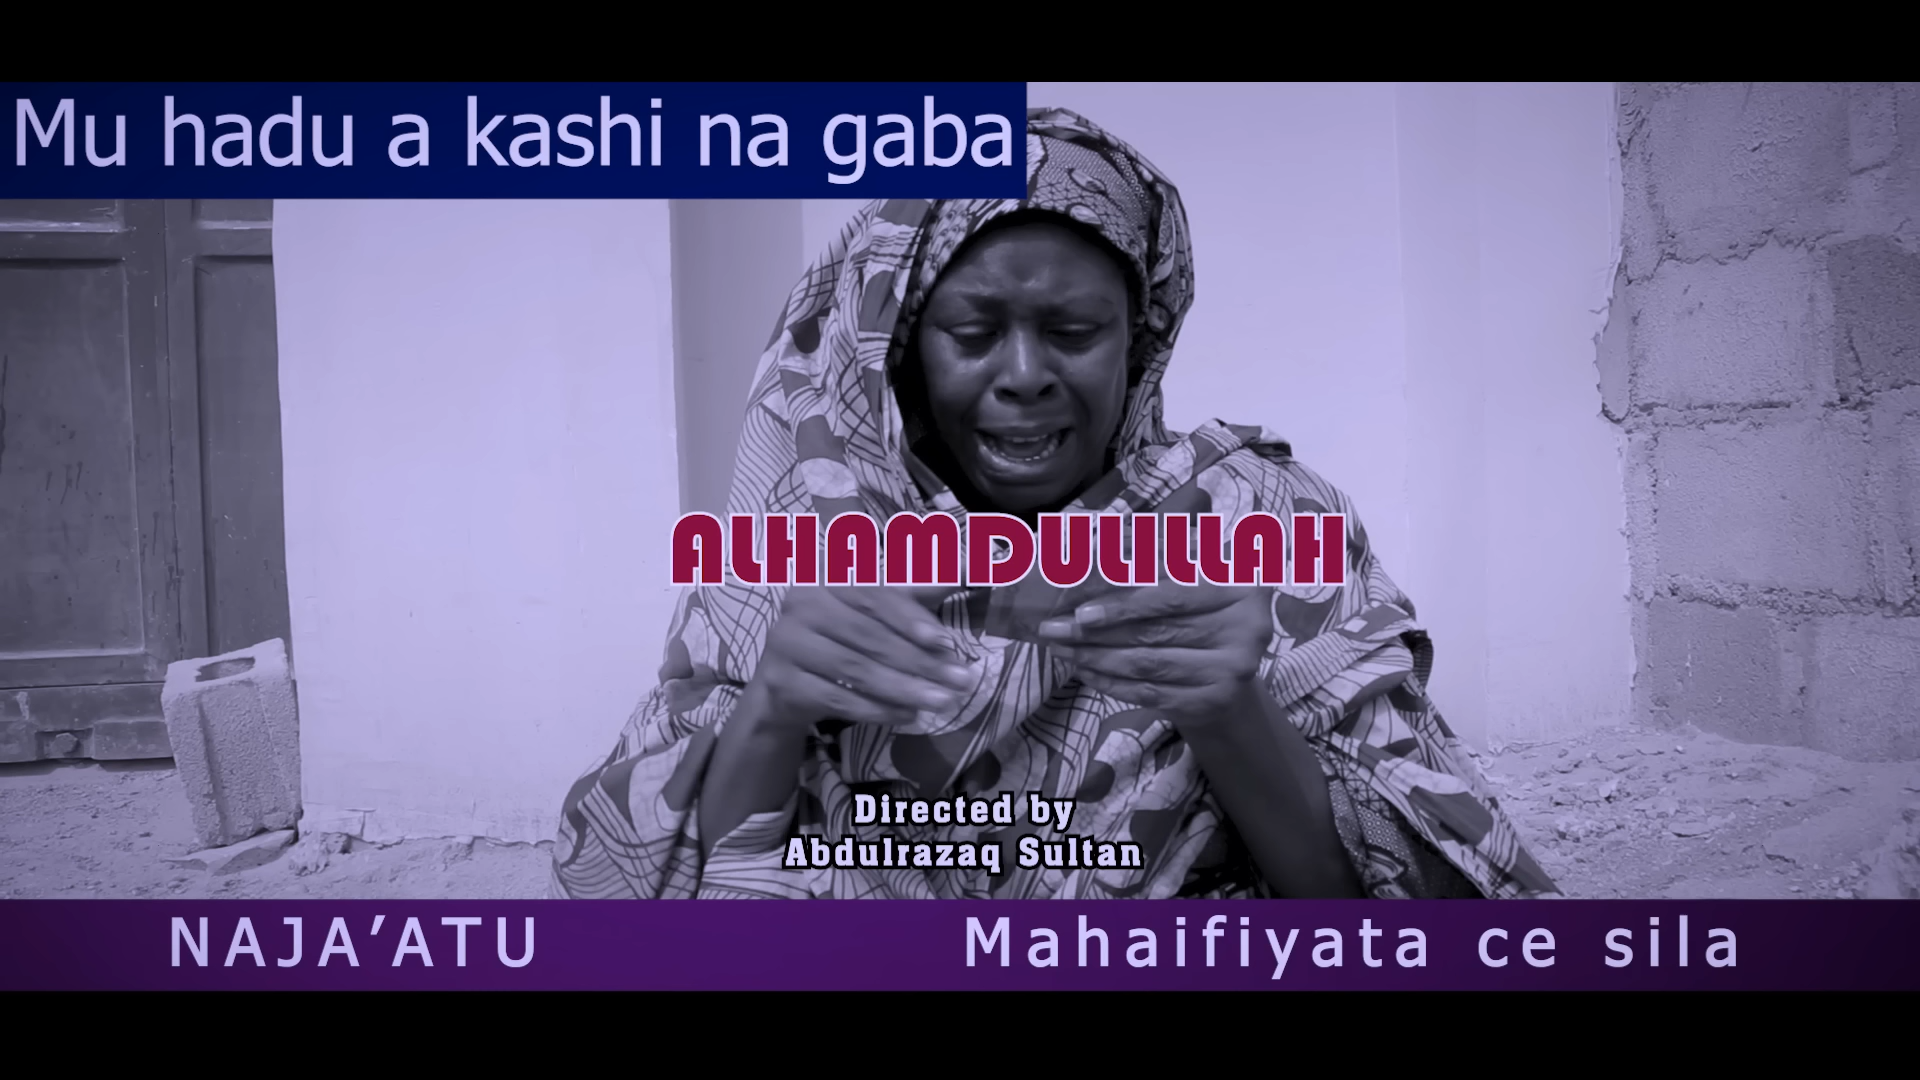 Mu hadu a kashi na gaba
ALHAMDULILLAH
Directed by
Abdulrazaq Sultan
NAJA’ATU
Mahaifiyata ce sila